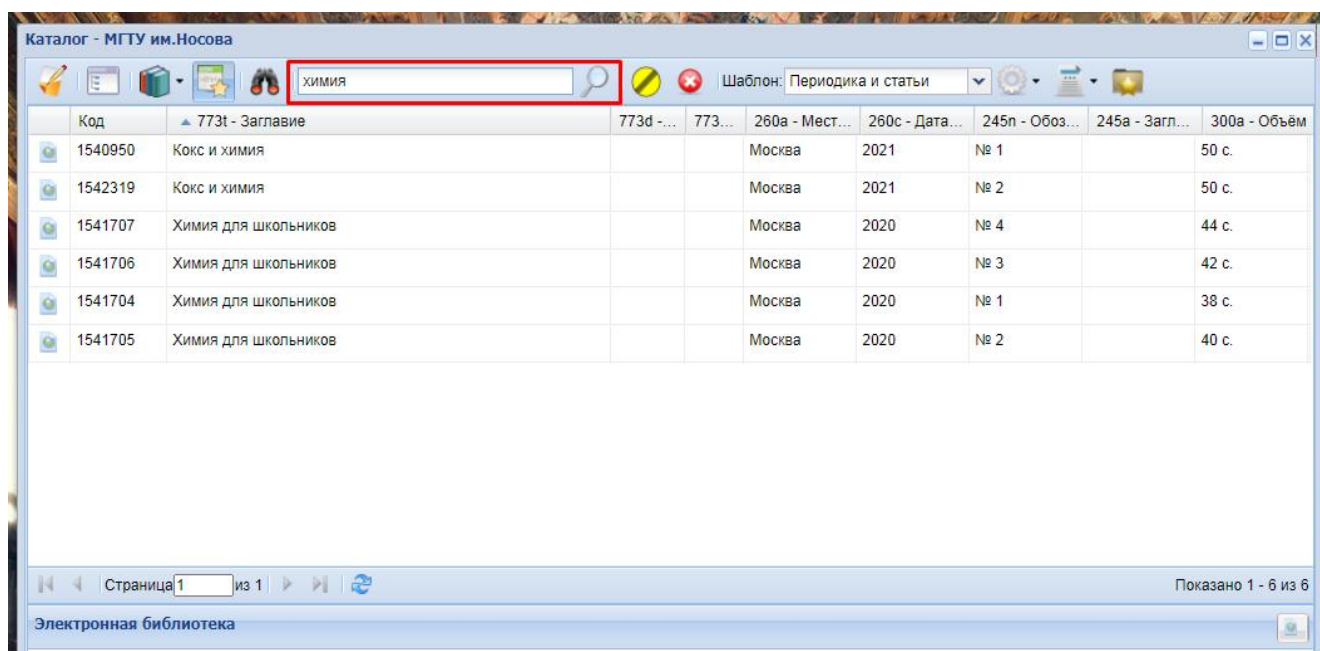 Каталог - МГТУ им.Носова
химия Шаблон: Периодика и статьи
Код 773t - Заглавие 773d -... 773... 260a - Мест... 260c - Дата... 245n - Обоз... 245a - Загл... 300a - Объём
1540950 Кокс и химия Москва 2021 № 1 50 с.
1542319 Кокс и химия Москва 2021 № 2 50 с.
1541707 Химия для школьников Москва 2020 № 4 44 с.
1541706 Химия для школьников Москва 2020 № 3 42 с.
1541704 Химия для школьников Москва 2020 № 1 38 с.
1541705 Химия для школьников Москва 2020 № 2 40 с.
Страница 1 из 1 Показано 1 - 6 из 6
Электронная библиотека